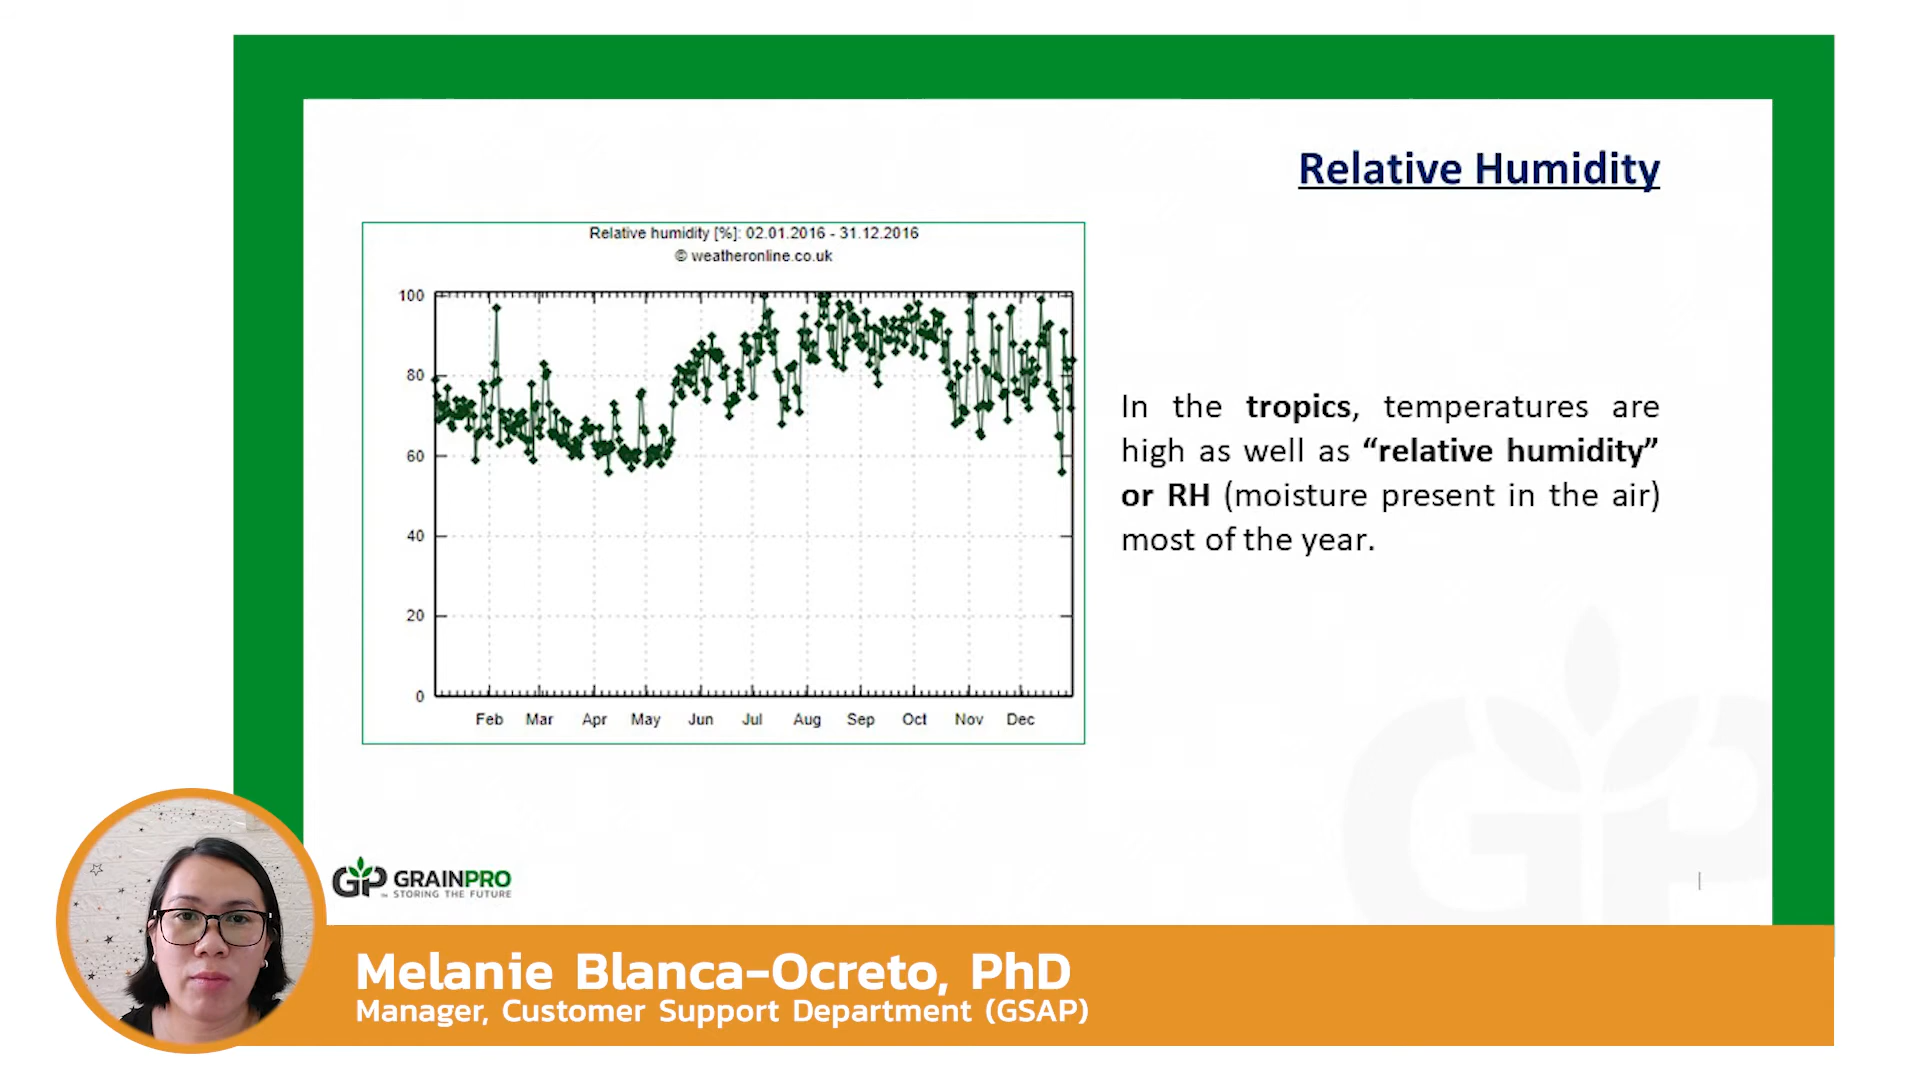 Relative Humidity
Relative humidity [%]: 02.01.2016 - 31.12.2016
© weatheronline.co.uk
100
80
60
40
20
0
Feb Mar Apr May Jun Jul Aug Sep Oct Nov Dec
In the tropics, temperatures are
high as well as “relative humidity”
or RH (moisture present in the air)
most of the year.
GP GRAINPRO
STORING THE FUTURE
GP
Melanie Blanca-Ocreto, PhD
Manager, Customer Support Department (GSAP)